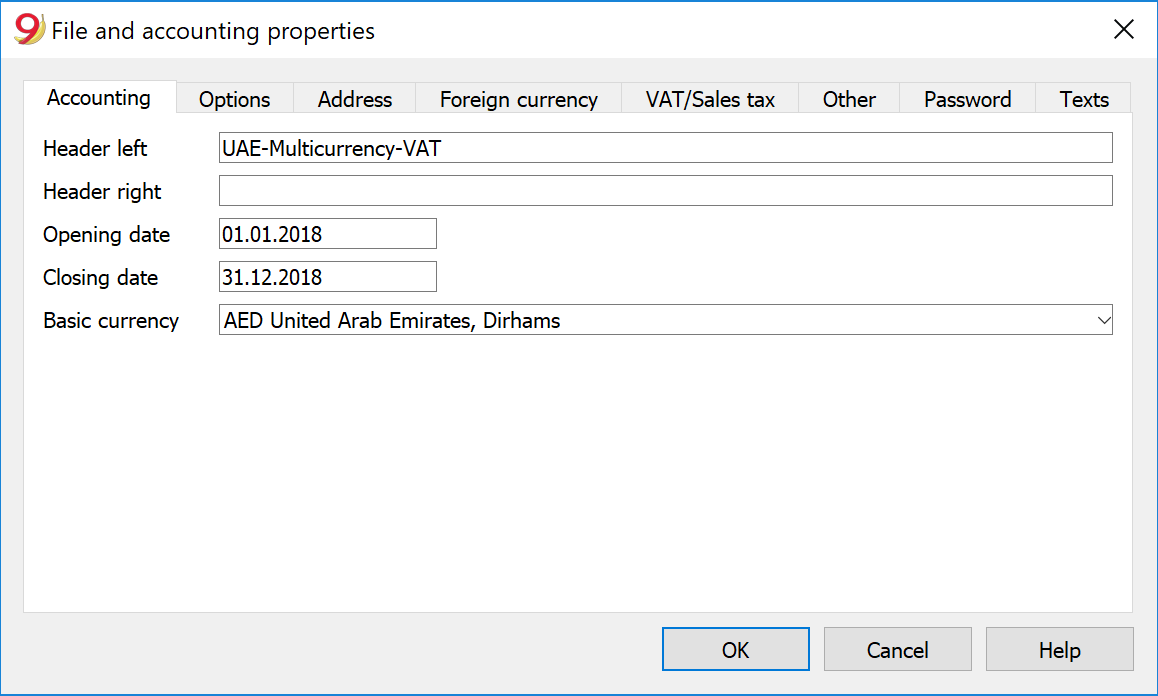 9 File and accounting properties
Accounting Options Address Foreign currency VAT/Sales tax Other Password Texts
Header left UAE-Multicurrency-VAT
Header right
Opening date 01.01.2018
Closing date 31.12.2018
Basic currency AED United Arab Emirates, Dirhams
OK Cancel Help